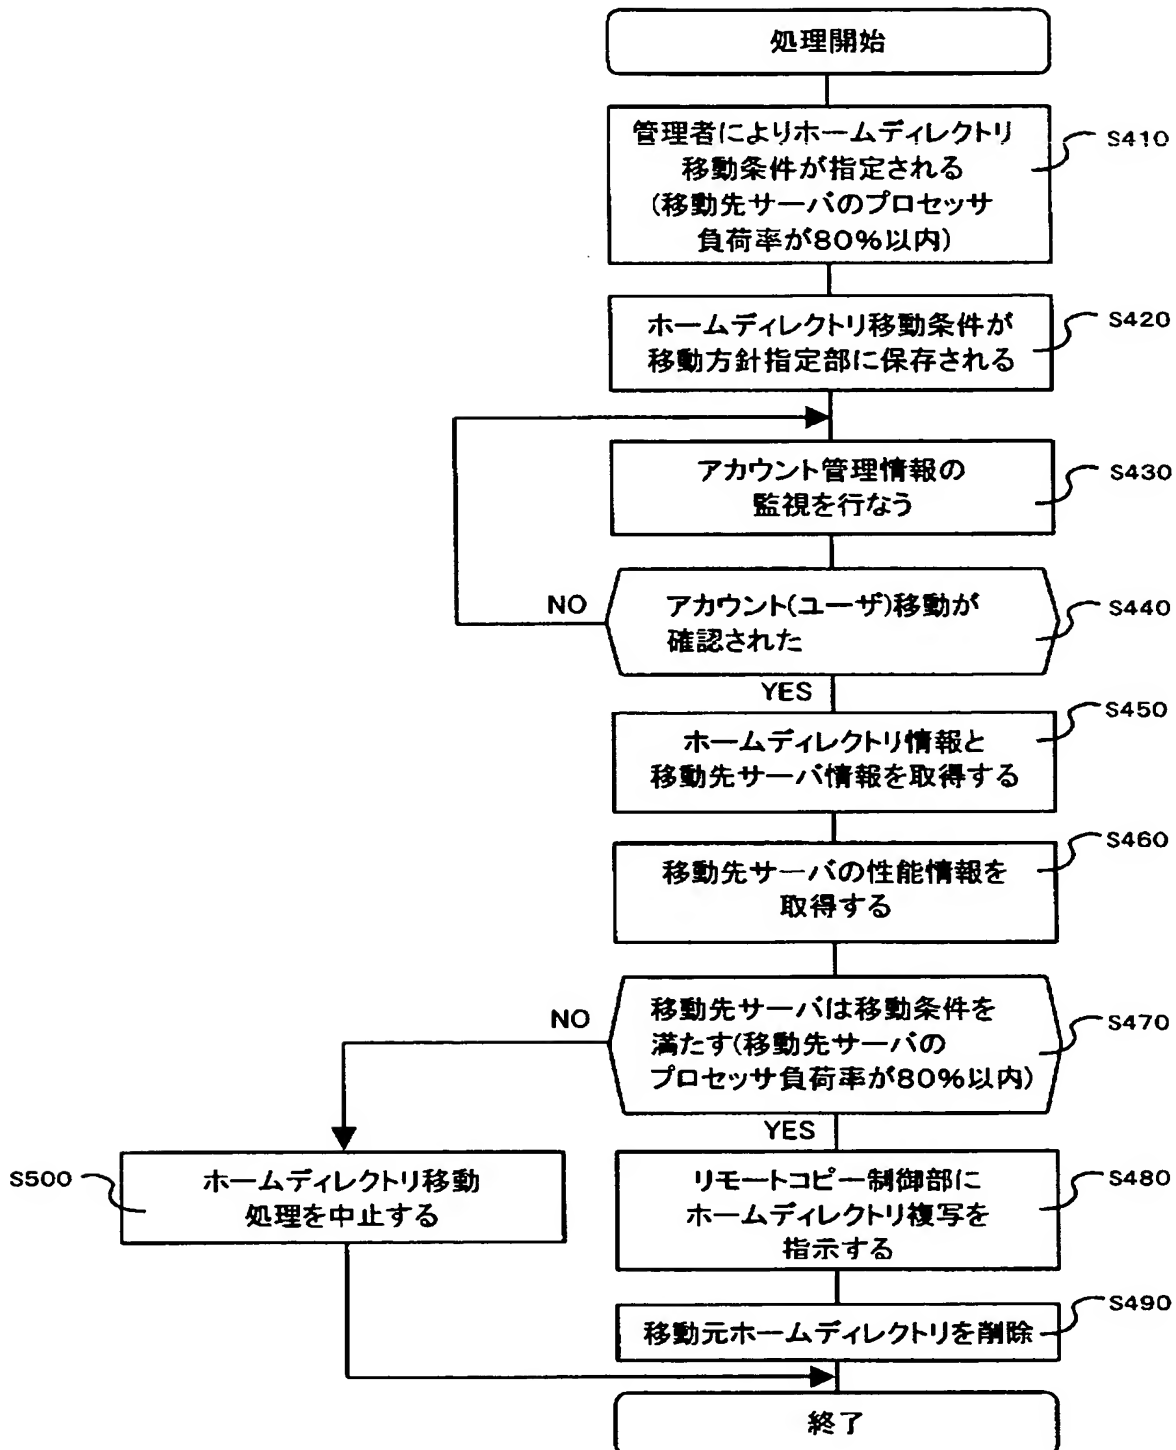 処理開始
管理者によりホームディレクトリ
移動条件が指定される
(移動先サーバのプロセッサ
負荷率が80%以内)
S410
ホームディレクトリ移動条件が
移動方針指定部に保存される
S420
アカウント管理情報の
監視を行なう
S430
NO
アカウント(ユーザ)移動が
確認された
S440
YES
ホームディレクトリ情報と
移動先サーバ情報を取得する
S450
移動先サーバの性能情報を
取得する
S460
NO
移動先サーバは移動条件を
満たす(移動先サーバの
プロセッサ負荷率が80%以内)
S470
YES
S500
ホームディレクトリ移動
処理を中止する
リモートコピー制御部に
ホームディレクトリ複写を
指示する
S480
移動元ホームディレクトリを削除
S490
終了